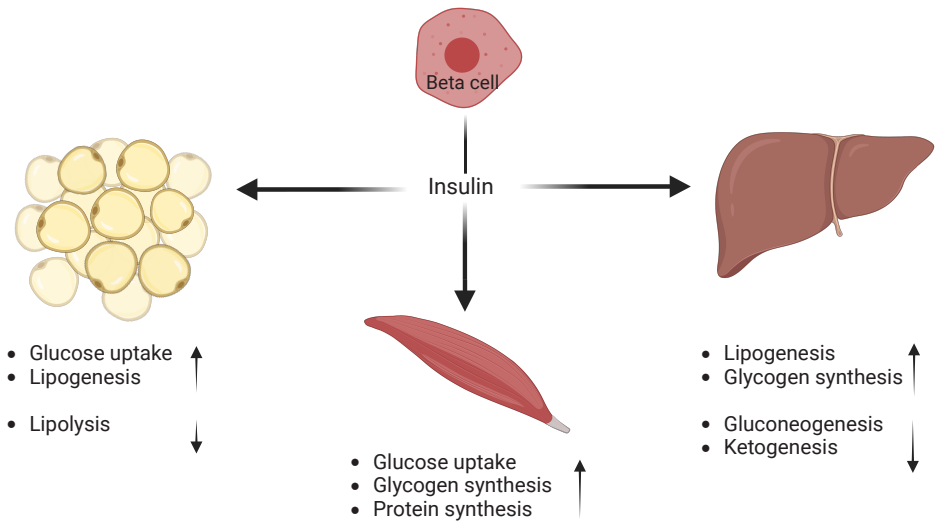 Beta cell
Insulin
• Glucose uptake
• Lipogenesis
• Lipolysis
• Glucose uptake
• Glycogen synthesis
• Protein synthesis
• Lipogenesis
• Glycogen synthesis
• Gluconeogenesis
• Ketogenesis